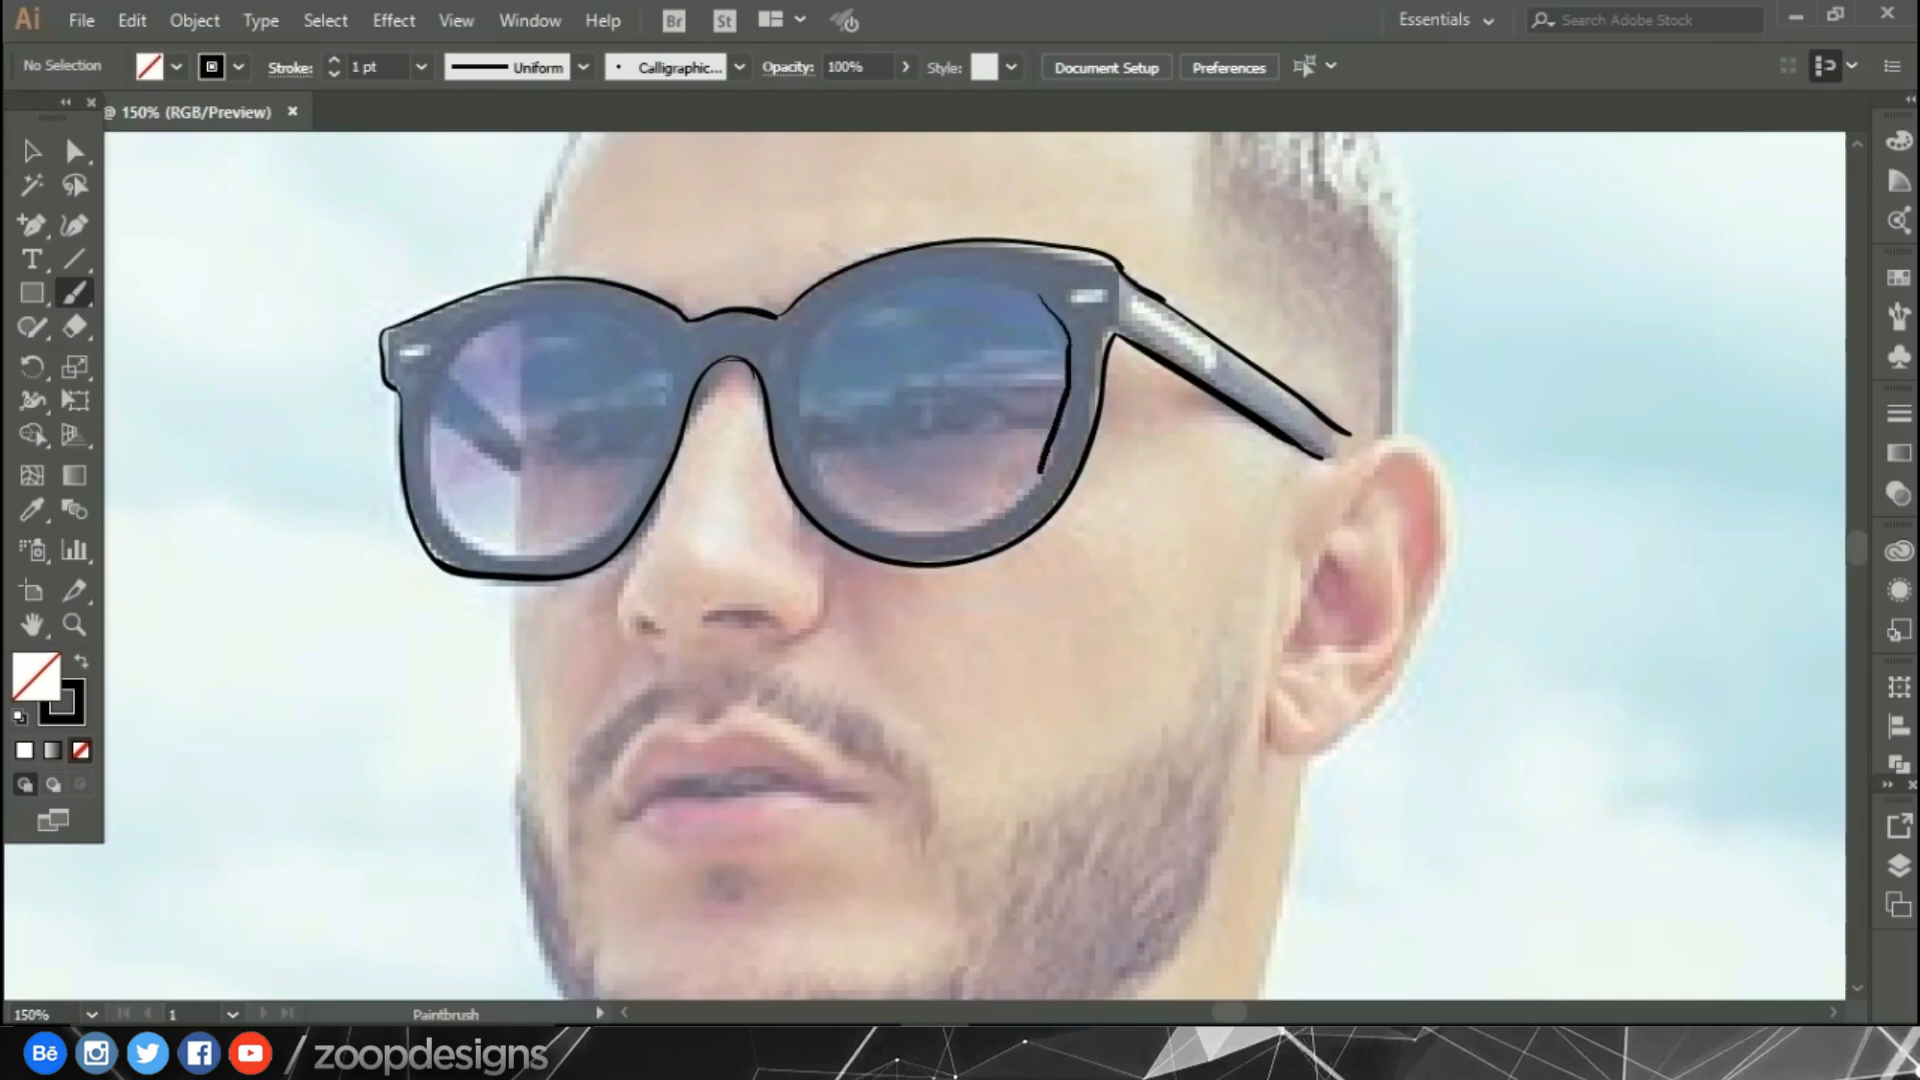 Ai File Edit Object Type Select Effect View Window Help Br St Essentials Search Adobe Stock
No Selection Stroke: 1 pt Uniform Calligraphic... Opacity: 100% Style: Document Setup Preferences
@ 150% (RGB/Preview)
T
150% 1 Paintbrush
Bē / zoopdesigns